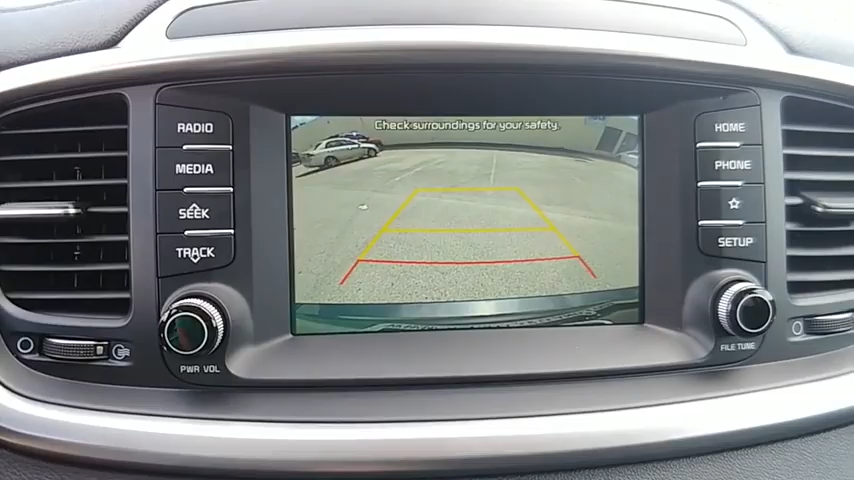 Check surroundings for your safety
RADIO
MEDIA
SEEK
TRACK
PWR VOL
HOME
PHONE
SETUP
FILE TUNE